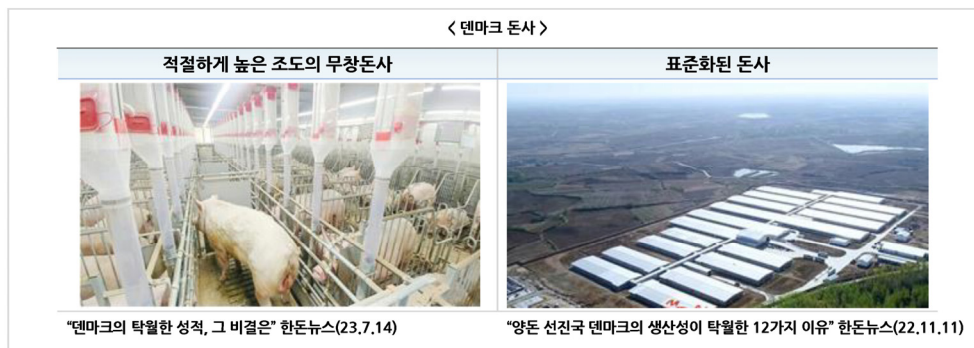 < 덴마크 돈사 >
적절하게 높은 조도의 무창돈사
표준화된 돈사
“덴마크의 탁월한 성적, 그 비결은” 한돈뉴스(23.7.14)
“양돈 선진국 덴마크의 생산성이 탁월한 12가지 이유” 한돈뉴스(22.11.11)